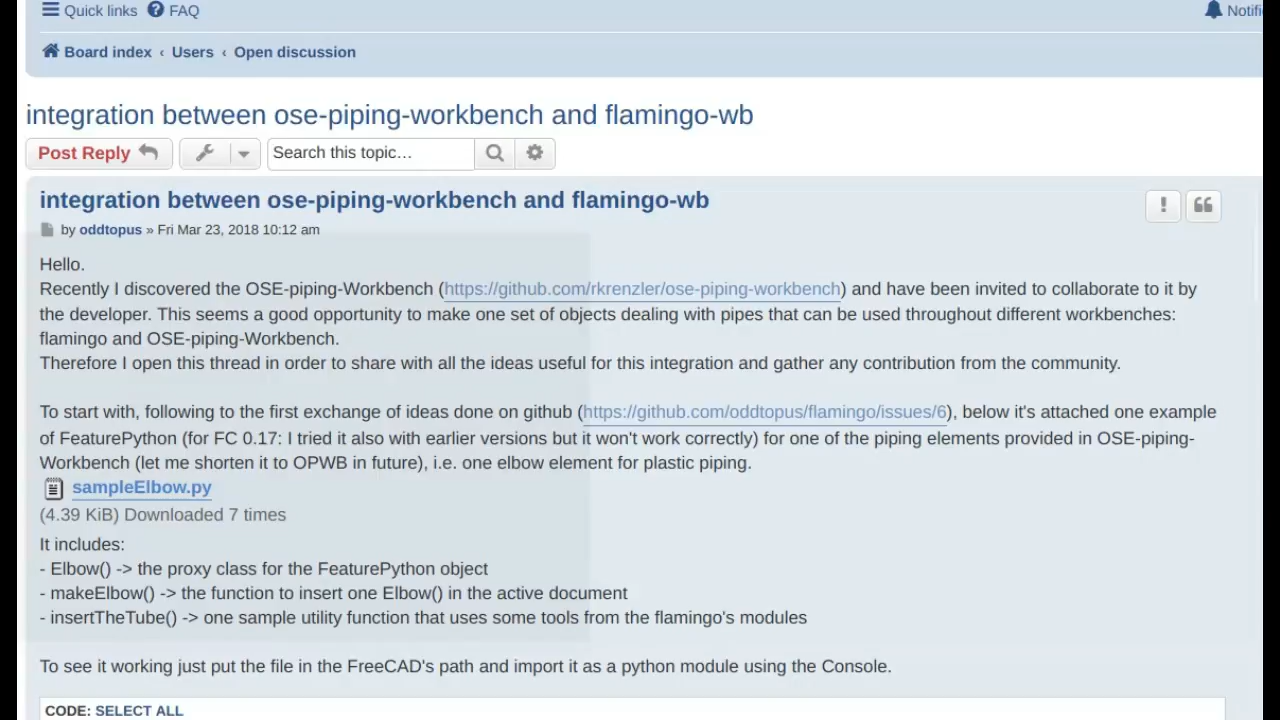 Quick links FAQ Notifi
Board index ‹ Users ‹ Open discussion
integration between ose-piping-workbench and flamingo-wb
Post Reply Search this topic…
integration between ose-piping-workbench and flamingo-wb
by oddtopus » Fri Mar 23, 2018 10:12 am
Hello.
Recently I discovered the OSE-piping-Workbench (https://github.com/rkrenzler/ose-piping-workbench) and have been invited to collaborate to it by
the developer. This seems a good opportunity to make one set of objects dealing with pipes that can be used throughout different workbenches:
flamingo and OSE-piping-Workbench.
Therefore I open this thread in order to share with all the ideas useful for this integration and gather any contribution from the community.
To start with, following to the first exchange of ideas done on github (https://github.com/oddtopus/flamingo/issues/6), below it's attached one example
of FeaturePython (for FC 0.17: I tried it also with earlier versions but it won't work correctly) for one of the piping elements provided in OSE-piping-
Workbench (let me shorten it to OPWB in future), i.e. one elbow element for plastic piping.
sampleElbow.py
(4.39 KiB) Downloaded 7 times
It includes:
- Elbow() -> the proxy class for the FeaturePython object
- makeElbow() -> the function to insert one Elbow() in the active document
- insertTheTube() -> one sample utility function that uses some tools from the flamingo's modules
To see it working just put the file in the FreeCAD's path and import it as a python module using the Console.
CODE: SELECT ALL